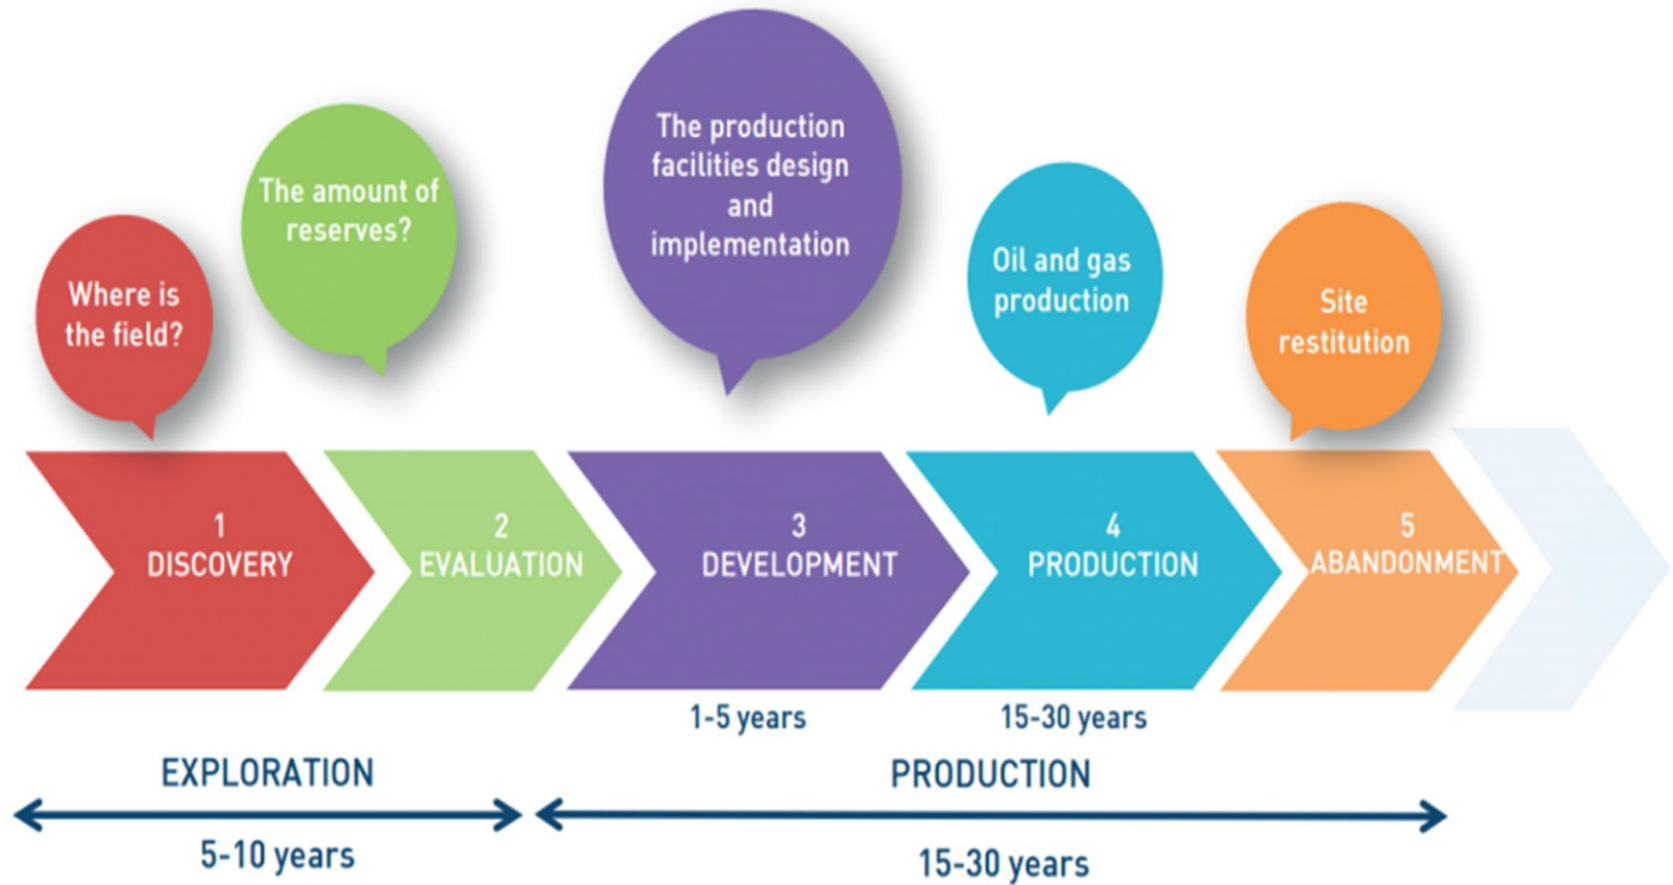 Where is
the field?
The amount of
reserves?
The production
facilities design
and
implementation
Oil and gas
production
Site
restitution
1
DISCOVERY
2
EVALUATION
3
DEVELOPMENT
4
PRODUCTION
5
ABANDONMENT
1-5 years
15-30 years
EXPLORATION
PRODUCTION
5-10 years
15-30 years